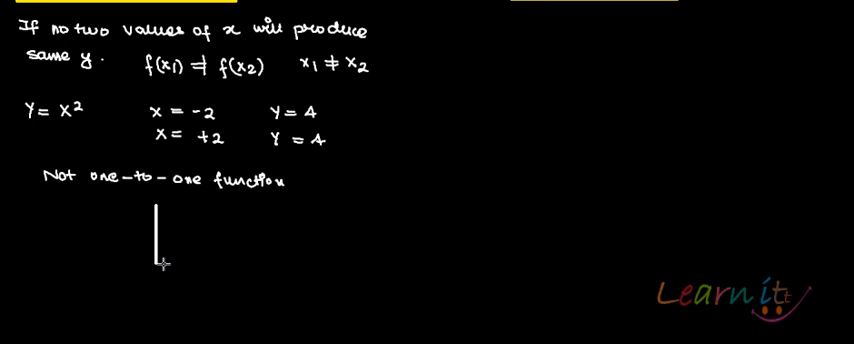 If no two values of x will produce
same y. f(x1) ≠ f(x2) x1 ≠ x2
Y = x² x = -2 Y = 4
x = +2 Y = 4
Not one-to-one function
Learnitt